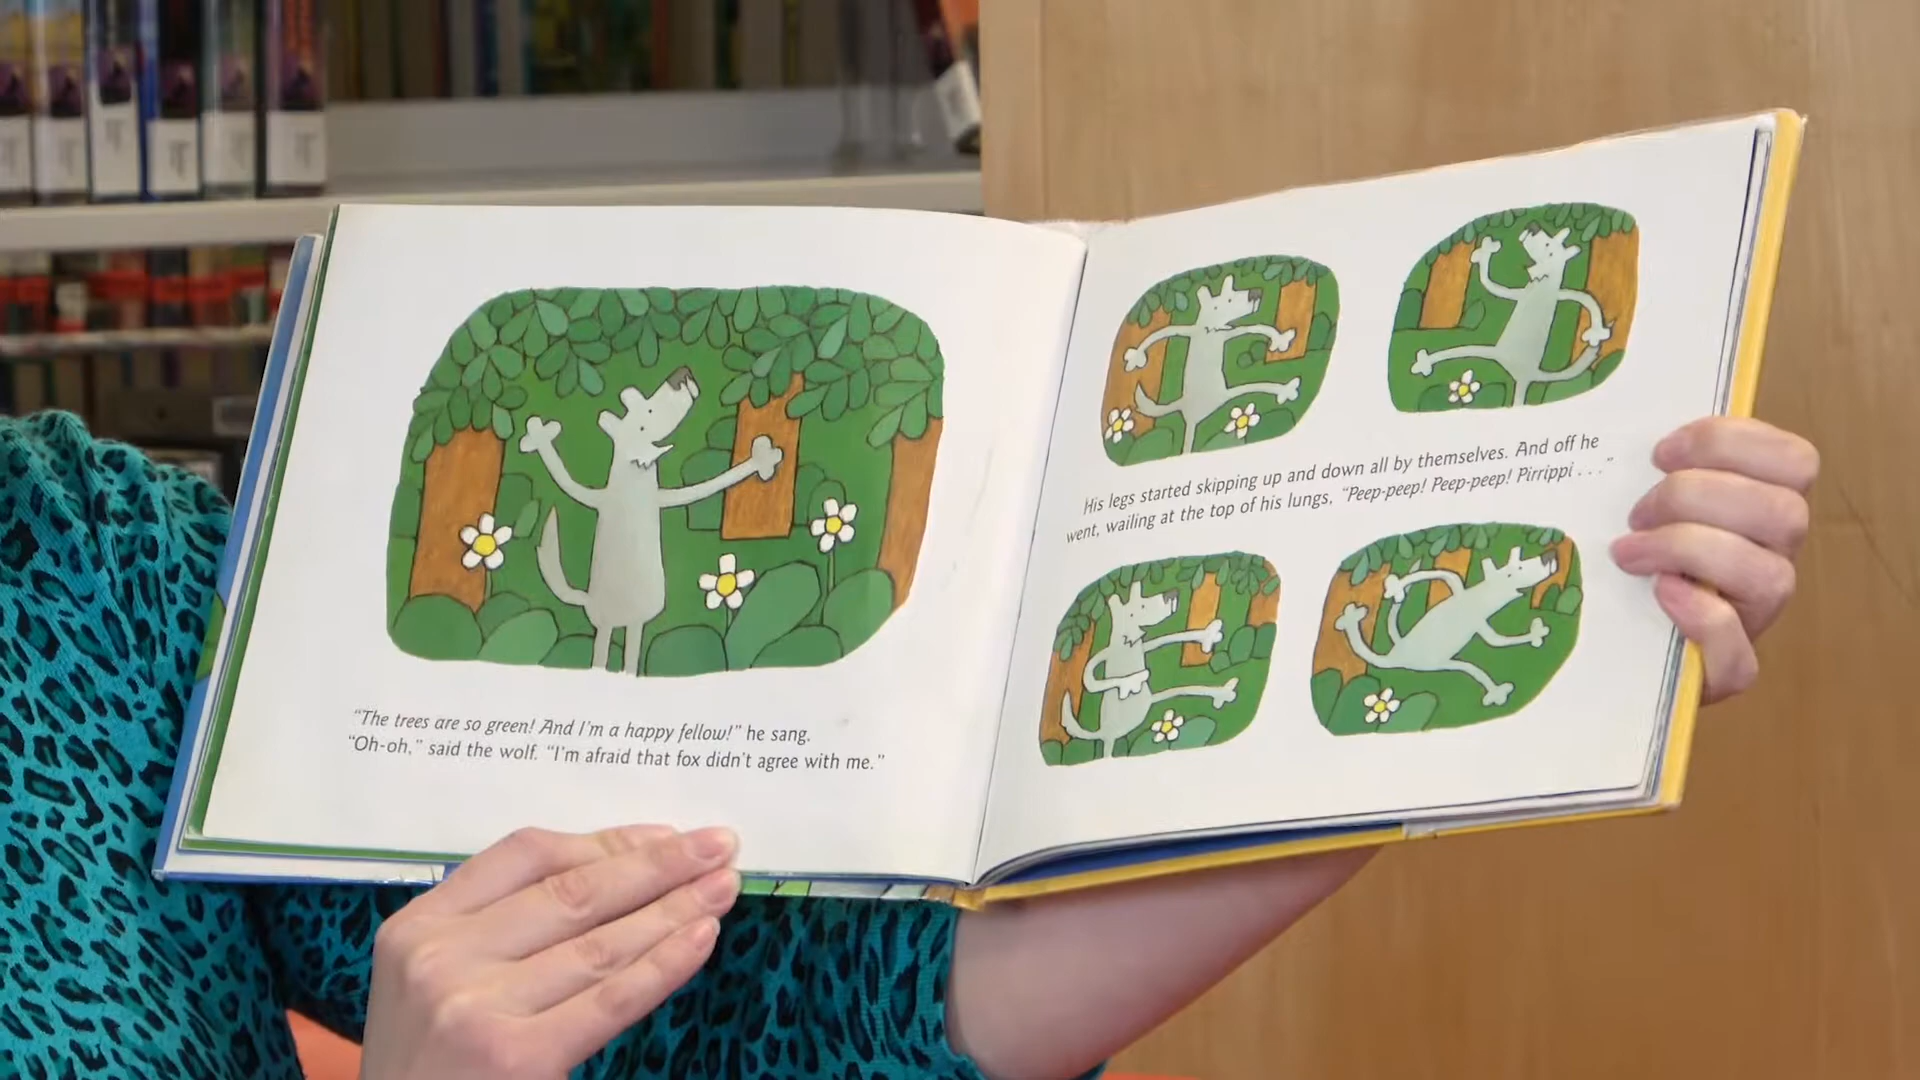 "The trees are so green! And I'm a happy fellow!" he sang.
"Oh-oh," said the wolf. "I'm afraid that fox didn't agree with me."
His legs started skipping up and down all by themselves. And off he
went, wailing at the top of his lungs, "Peep-peep! Peep-peep! Pirrippi . . ."